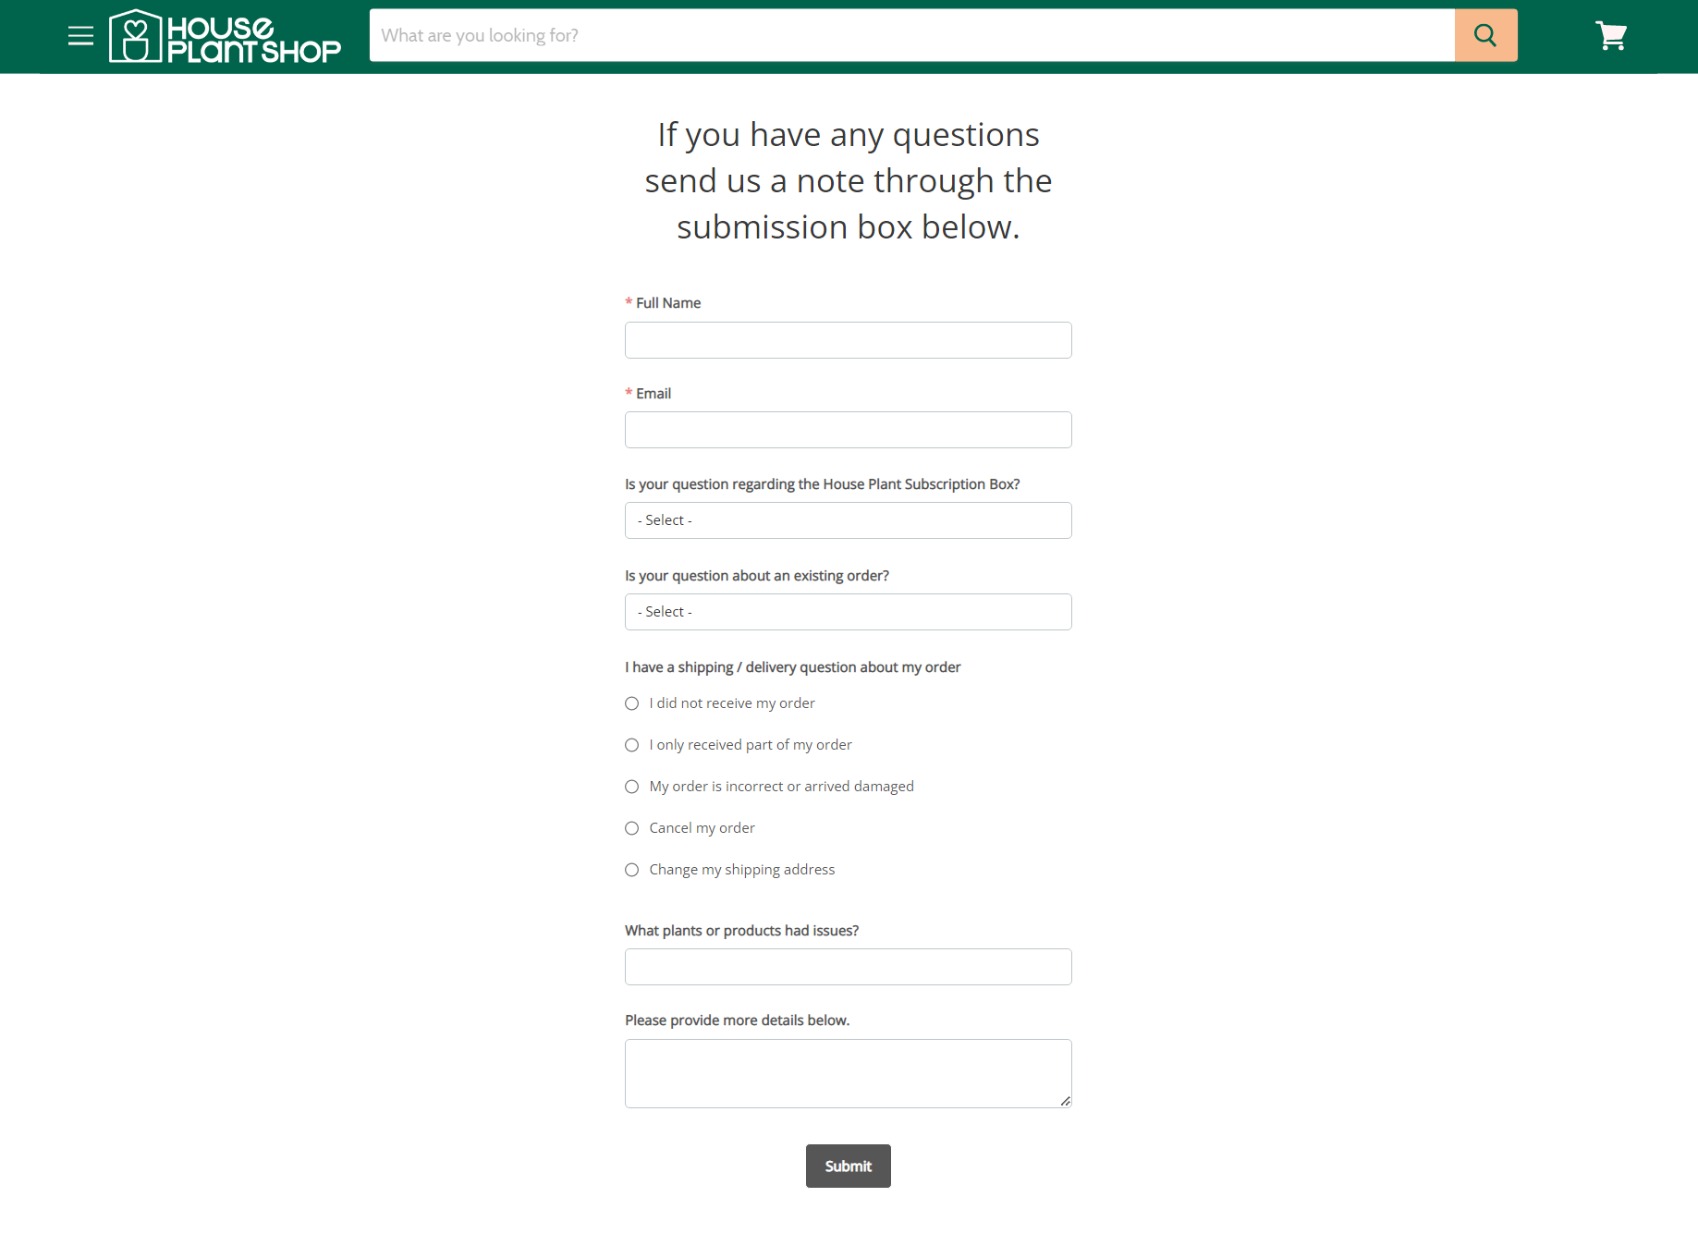 HOUSE
PLANT SHOP
What are you looking for?
If you have any questions
send us a note through the
submission box below.
* Full Name
* Email
Is your question regarding the House Plant Subscription Box?
- Select -
Is your question about an existing order?
- Select -
I have a shipping / delivery question about my order
I did not receive my order
I only received part of my order
My order is incorrect or arrived damaged
Cancel my order
Change my shipping address
What plants or products had issues?
Please provide more details below.
Submit